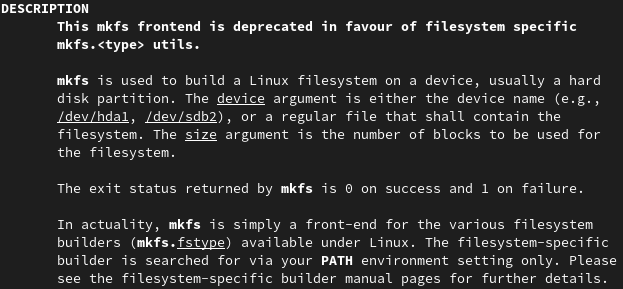 DESCRIPTION
This mkfs frontend is deprecated in favour of filesystem specific
mkfs.<type> utils.
mkfs is used to build a Linux filesystem on a device, usually a hard
disk partition. The device argument is either the device name (e.g.,
/dev/hda1, /dev/sdb2), or a regular file that shall contain the
filesystem. The size argument is the number of blocks to be used for
the filesystem.
The exit status returned by mkfs is 0 on success and 1 on failure.
In actuality, mkfs is simply a front-end for the various filesystem
builders (mkfs.fstype) available under Linux. The filesystem-specific
builder is searched for via your PATH environment setting only. Please
see the filesystem-specific builder manual pages for further details.